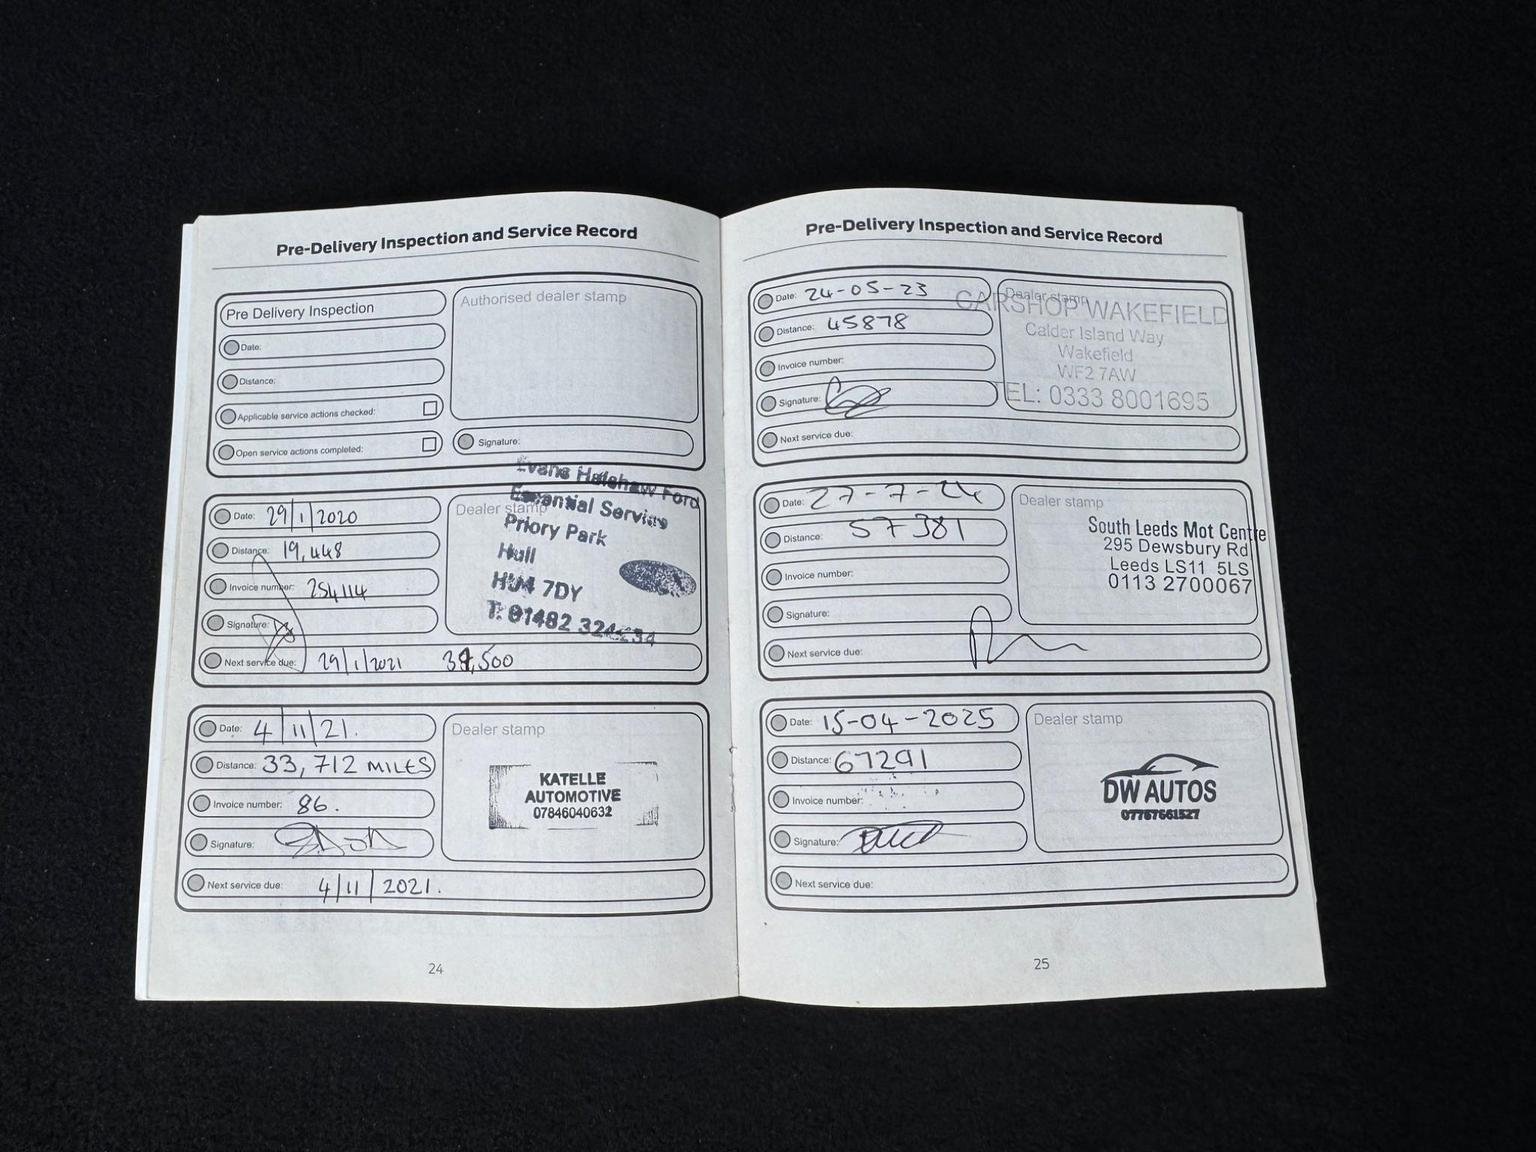 Pre-Delivery Inspection and Service Record
Pre Delivery Inspection
Date:
Distance:
Applicable service actions checked:
Open service actions completed:
Authorised dealer stamp
Signature:
Date: 29/1/2020
Distance: 19,448
Invoice number: 254114
Signature:
Next service due: 29/1/2021
Dealer stamp
Evans Halshaw Ford
Essential Service
Priory Park
Hull
HU4 7DY
Date: 4/11/21.
Distance: 33,712 MILES
Invoice number: 86.
Signature:
Next service due: 4/11/2021.
Dealer stamp
KATELLE
AUTOMOTIVE
07846040632
24
Pre-Delivery Inspection and Service Record
Date: 24-05-23
Distance: 45878
Invoice number:
Signature:
Next service due:
Dealer stamp
CARSHOP WAKEFIELD
Calder Island Way
Wakefield
WF2 7AW
TEL: 0333 8001695
Date: 27-7-24
Distance: 57381
Invoice number:
Signature:
Next service due:
Dealer stamp
South Leeds Mot Centre
295 Dewsbury Rd
Leeds LS11 5LS
0113 2700067
Date: 15-04-2025
Distance: 67291
Invoice number:
Signature:
Next service due:
Dealer stamp
DW AUTOS
07767661527
25